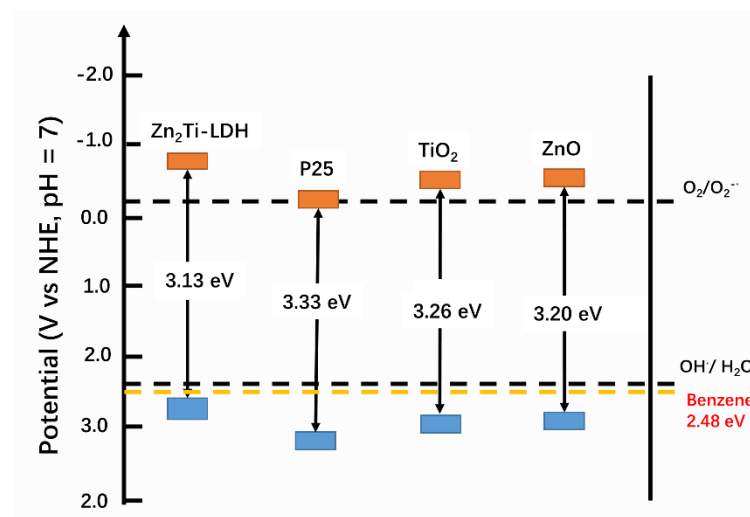 Potential (V vs NHE, pH = 7)
-2.0
-1.0
0.0
1.0
2.0
3.0
2.0
Zn₂Ti-LDH
P25
TiO₂
ZnO
3.13 eV
3.33 eV
3.26 eV
3.20 eV
O₂/O₂⁻·
OH·/ H₂O
Benzene
2.48 eV